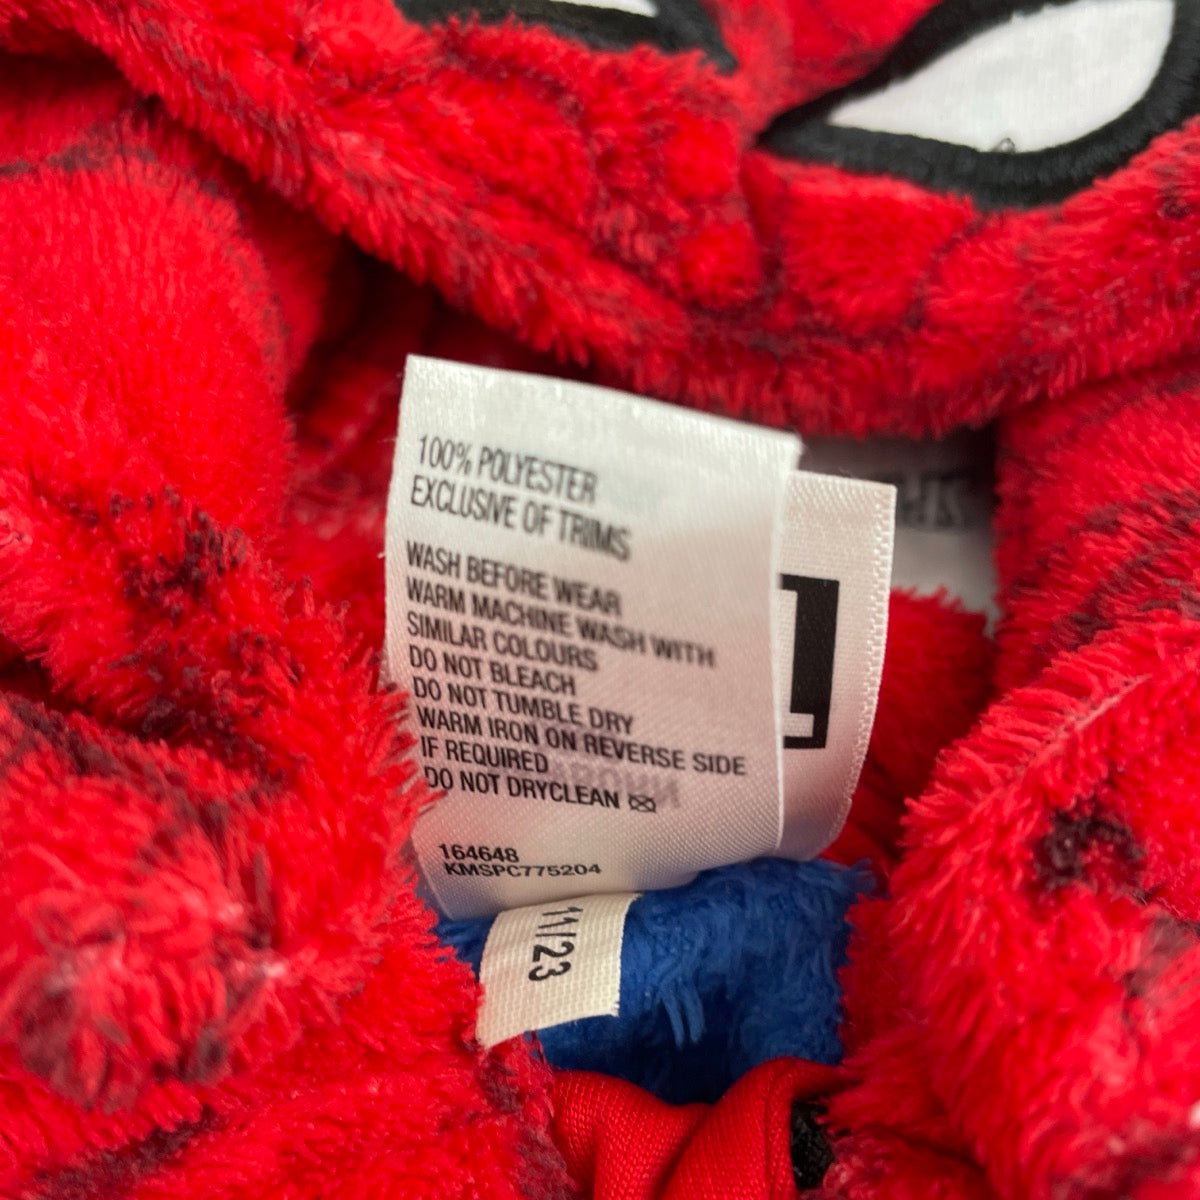 100% POLYESTER
EXCLUSIVE OF TRIMS
WASH BEFORE WEAR
WARM MACHINE WASH WITH
SIMILAR COLOURS
DO NOT BLEACH
DO NOT TUMBLE DRY
WARM IRON ON REVERSE SIDE
IF REQUIRED
DO NOT DRYCLEAN
164648
KMSPC775204
11/23